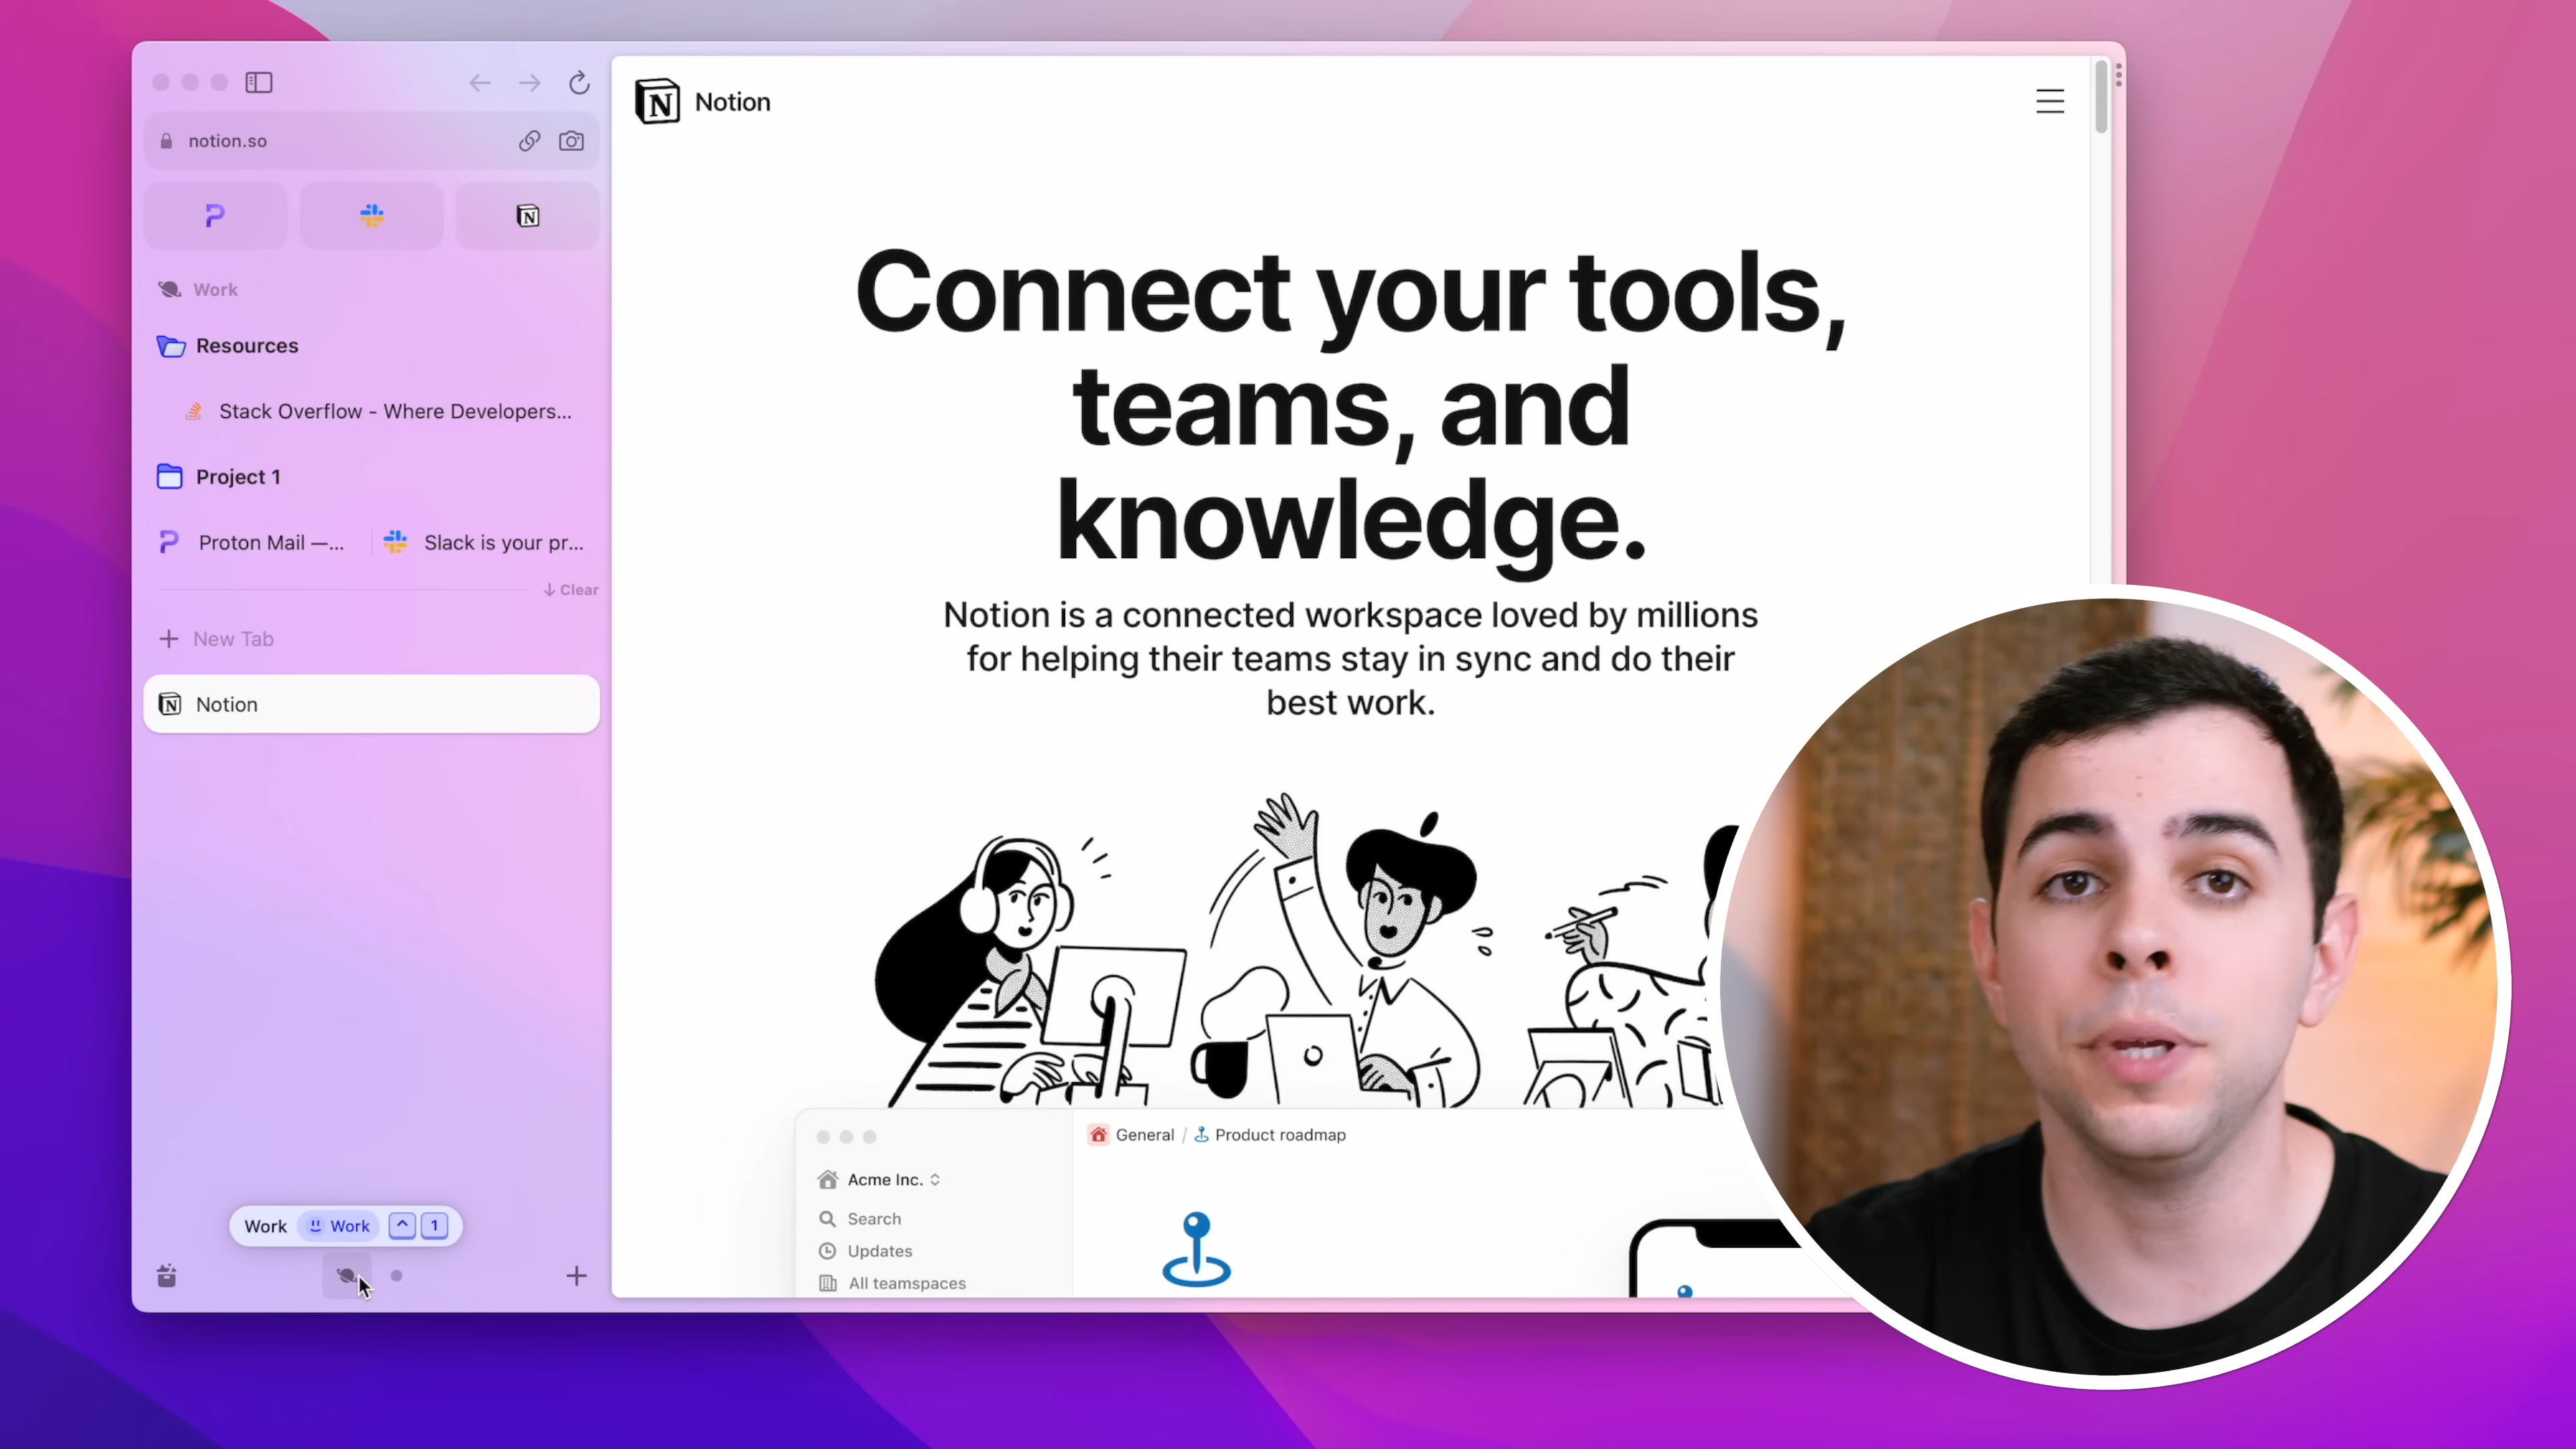 notion.so
Work
Resources
Stack Overflow - Where Developers...
Project 1
Proton Mail —...
Slack is your pr...
Clear
New Tab
Notion
Work Work ^ 1
Notion
Connect your tools,
teams, and
knowledge.
Notion is a connected workspace loved by millions
for helping their teams stay in sync and do their
best work.
General / Product roadmap
Acme Inc.
Search
Updates
All teamspaces